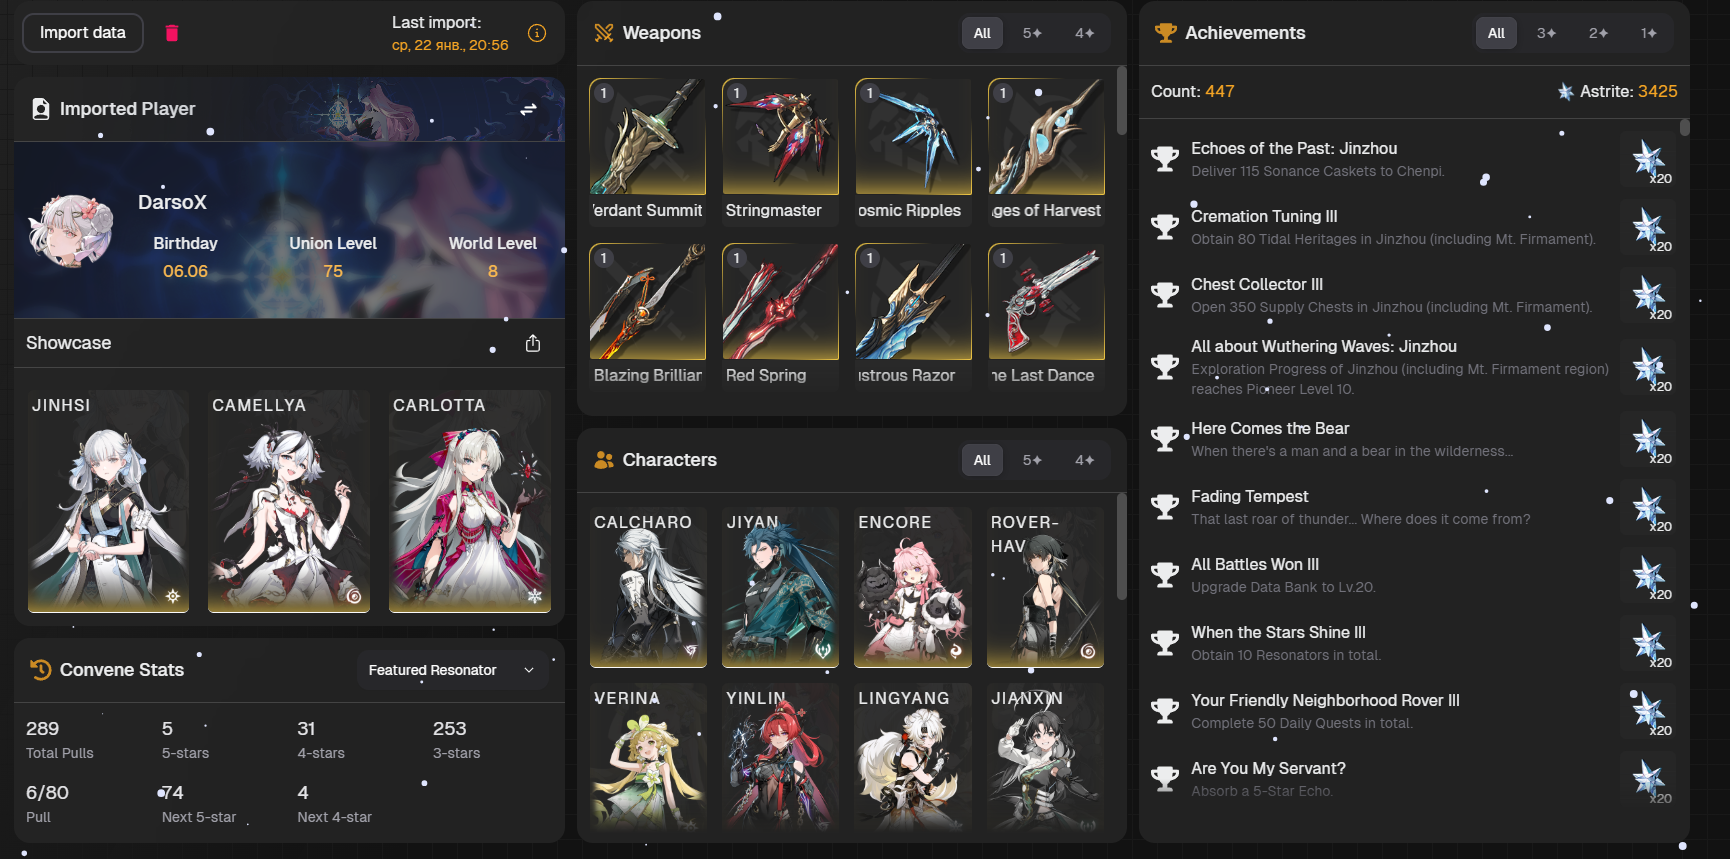 Import data
Last import:
ср, 22 янв., 20:56
Imported Player
DarsoX
Birthday
Union Level
World Level
06.06
75
8
Showcase
JINHSI
CAMELLYA
CARLOTTA
Convene Stats
Featured Resonator
289
5
31
253
Total Pulls
5-stars
4-stars
3-stars
6/80
74
4
Pull
Next 5-star
Next 4-star
Weapons
All
5✦
4✦
1
1
1
1
erdant Summit
Stringmaster
osmic Ripples
ges of Harvest
1
1
1
1
Blazing Brillian
Red Spring
strous Razor
e Last Dance
Characters
All
5✦
4✦
CALCHARO
JIYAN
ENCORE
ROVER-
HAV
VERINA
YINLIN
LINGYANG
JIANXIN
Achievements
All
3✦
2✦
1✦
Count: 447
Astrite: 3425
Echoes of the Past: Jinzhou
Deliver 115 Sonance Caskets to Chenpi.
x20
Cremation Tuning III
Obtain 80 Tidal Heritages in Jinzhou (including Mt. Firmament).
x20
Chest Collector III
Open 350 Supply Chests in Jinzhou (including Mt. Firmament).
x20
All about Wuthering Waves: Jinzhou
Exploration Progress of Jinzhou (including Mt. Firmament region)
reaches Pioneer Level 10.
x20
Here Comes the Bear
When there's a man and a bear in the wilderness...
x20
Fading Tempest
That last roar of thunder... Where does it come from?
x20
All Battles Won III
Upgrade Data Bank to Lv.20.
x20
When the Stars Shine III
Obtain 10 Resonators in total.
x20
Your Friendly Neighborhood Rover III
Complete 50 Daily Quests in total.
x20
Are You My Servant?
Absorb a 5-Star Echo.
x20